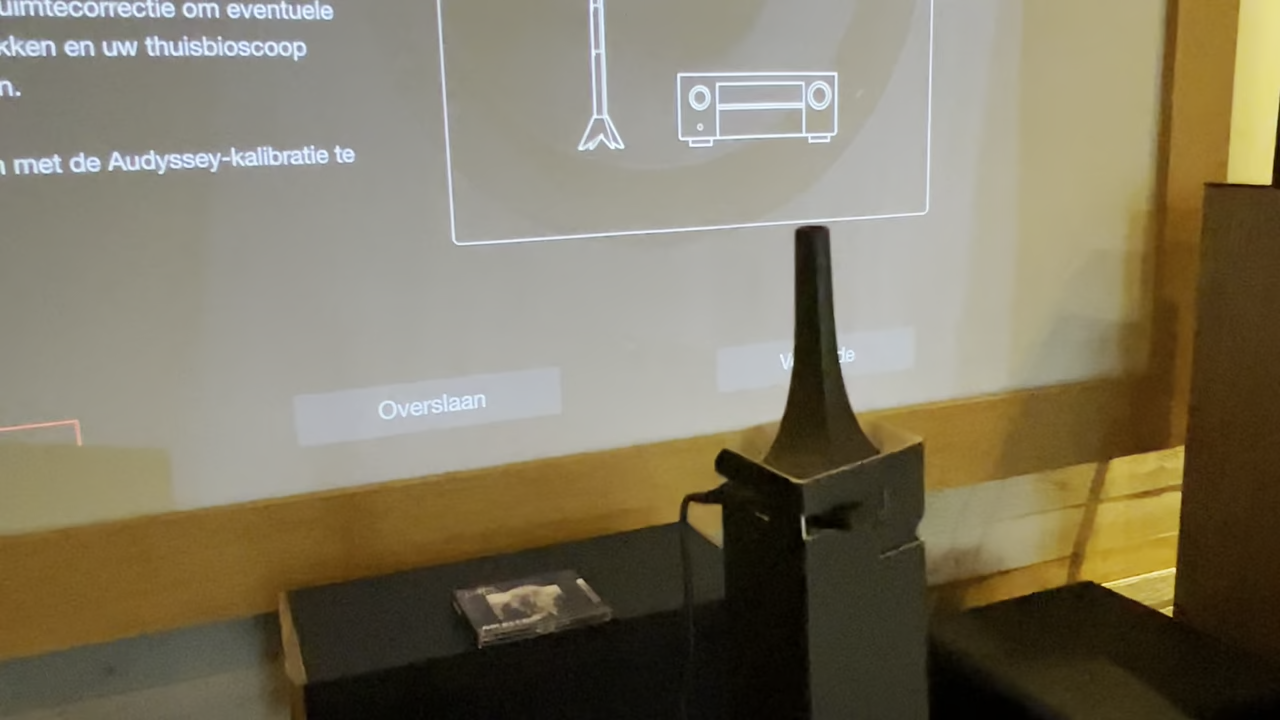 uimtecorrectie om eventuele
kken en uw thuisbioscoop
n.
met de Audyssey-kalibratie te
Overslaan